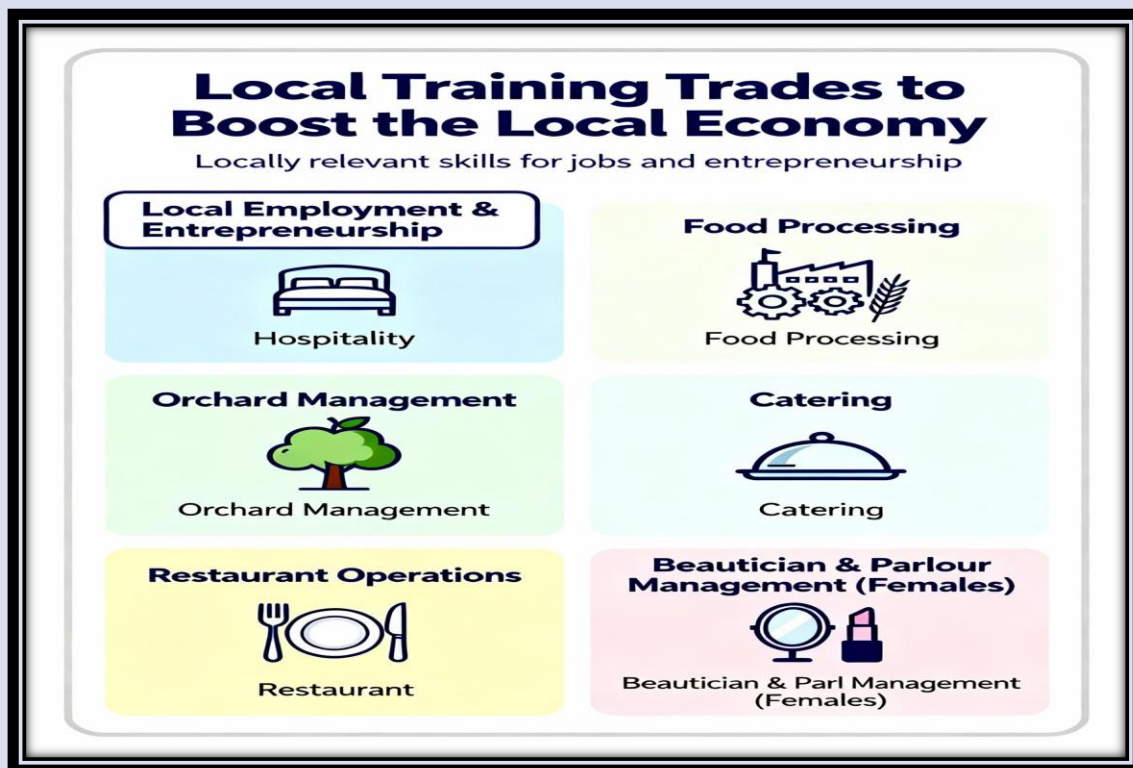 Local Training Trades to
Boost the Local Economy
Locally relevant skills for jobs and entrepreneurship
Local Employment &
Entrepreneurship
Hospitality
Food Processing
Food Processing
Orchard Management
Orchard Management
Catering
Catering
Restaurant Operations
Restaurant
Beautician & Parlour
Management (Females)
Beautician & Parl Management
(Females)